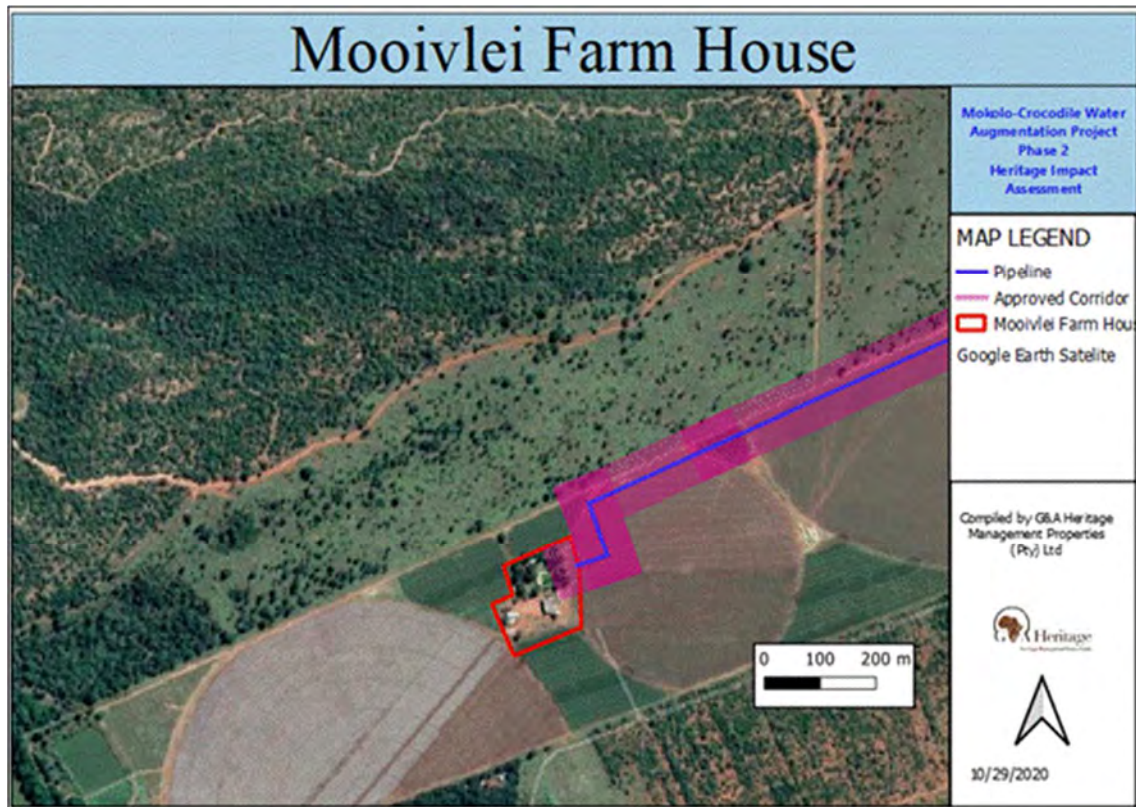 Mooivlei Farm House
Mokolo-Crocodile Water
Augmentation Project
Phase 2
Heritage Impact
Assessment
MAP LEGEND
Pipeline
Approved Corridor
Mooivlei Farm Hou
Google Earth Satelite
Compiled by G&A Heritage
Management Properties
(Pty) Ltd
Heritage
0 100 200 m
10/29/2020